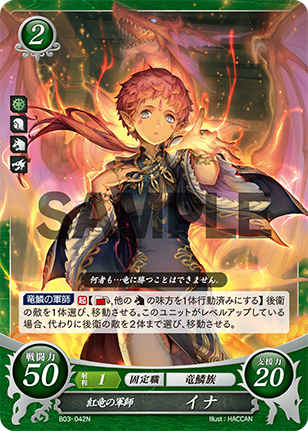 2
SAMPLE
何者も…竜に勝つことはできません。
竜鱗の軍師 起 【 、他の の味方を1体行動済みにする】 後衛
の敵を1体選び、移動させる。このユニットがレベルアップしている
場合、代わりに後衛の敵を2体まで選び、移動させる。
戦闘力 50
射程 1 固定職 竜鱗族
支援力 20
紅竜の軍師 イナ
B03-042N Illust : HACCAN